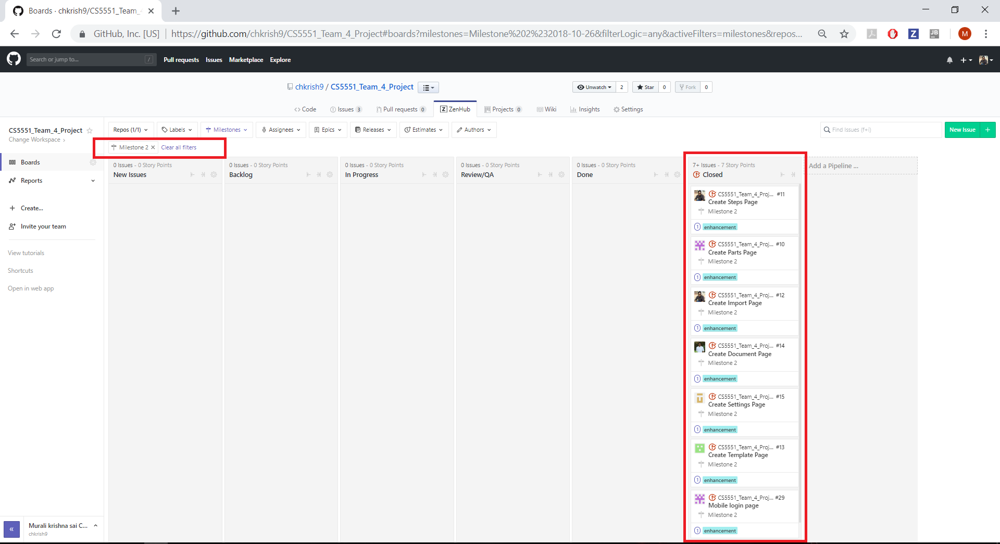 Boards · chkrish9/CS5551_Team_
GitHub, Inc. [US]
https://github.com/chkrish9/CS5551_Team_4_Project#boards?milestones=Milestone%202%232018-10-26&filterLogic=any&activeFilters=milestones&repos...
Z
JB
M
Search or jump to...
/
Pull requests
Issues
Marketplace
Explore
chkrish9 / CS5551_Team_4_Project
Unwatch
2
Star
0
Fork
0
Code
Issues 3
Pull requests 0
Z ZenHub
Projects 0
Wiki
Insights
Settings
CS5551_Team_4_Project
Change Workspace
Repos (1/1)
Labels
Milestones
Assignees
Epics
Releases
Estimates
Authors
Find Issues (f+i)
New Issue +
Milestone 2
Clear all filters
Boards
Reports
Create...
Invite your team
View tutorials
Shortcuts
Open in web app
0 Issues - 0 Story Points
New Issues
0 Issues - 0 Story Points
Backlog
0 Issues - 0 Story Points
In Progress
0 Issues - 0 Story Points
Review/QA
0 Issues - 0 Story Points
Done
7+ Issues - 7 Story Points
Closed
Add a Pipeline ...
CS5551_Team_4_Proj... #11
Create Steps Page
Milestone 2
1 enhancement
CS5551_Team_4_Proj... #10
Create Parts Page
Milestone 2
1 enhancement
CS5551_Team_4_Proj... #12
Create Import Page
Milestone 2
1 enhancement
CS5551_Team_4_Proj... #14
Create Document Page
Milestone 2
1 enhancement
CS5551_Team_4_Proj... #15
Create Settings Page
Milestone 2
1 enhancement
CS5551_Team_4_Proj... #13
Create Template Page
Milestone 2
1 enhancement
CS5551_Team_4_Proj... #29
Mobile login page
Milestone 2
1 enhancement
Murali krishna sai C...
chkrish9